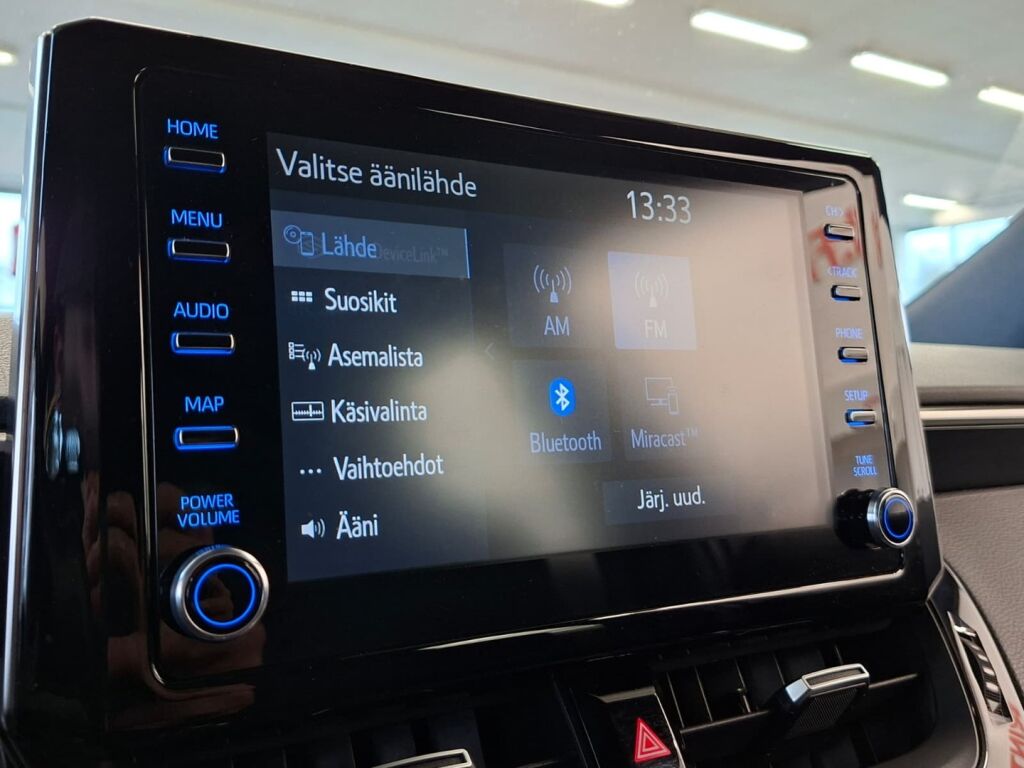 HOME
MENU
AUDIO
MAP
POWER
VOLUME
Valitse äänilähde
13:33
Lähde
DeviceLink™
Suosikit
Asemalista
Käsivalinta
Vaihtoehdot
Ääni
AM
FM
Bluetooth
Miracast™
Järj. uud.
CH>
<TRACK
PHONE
SETUP
TUNE
SCROLL